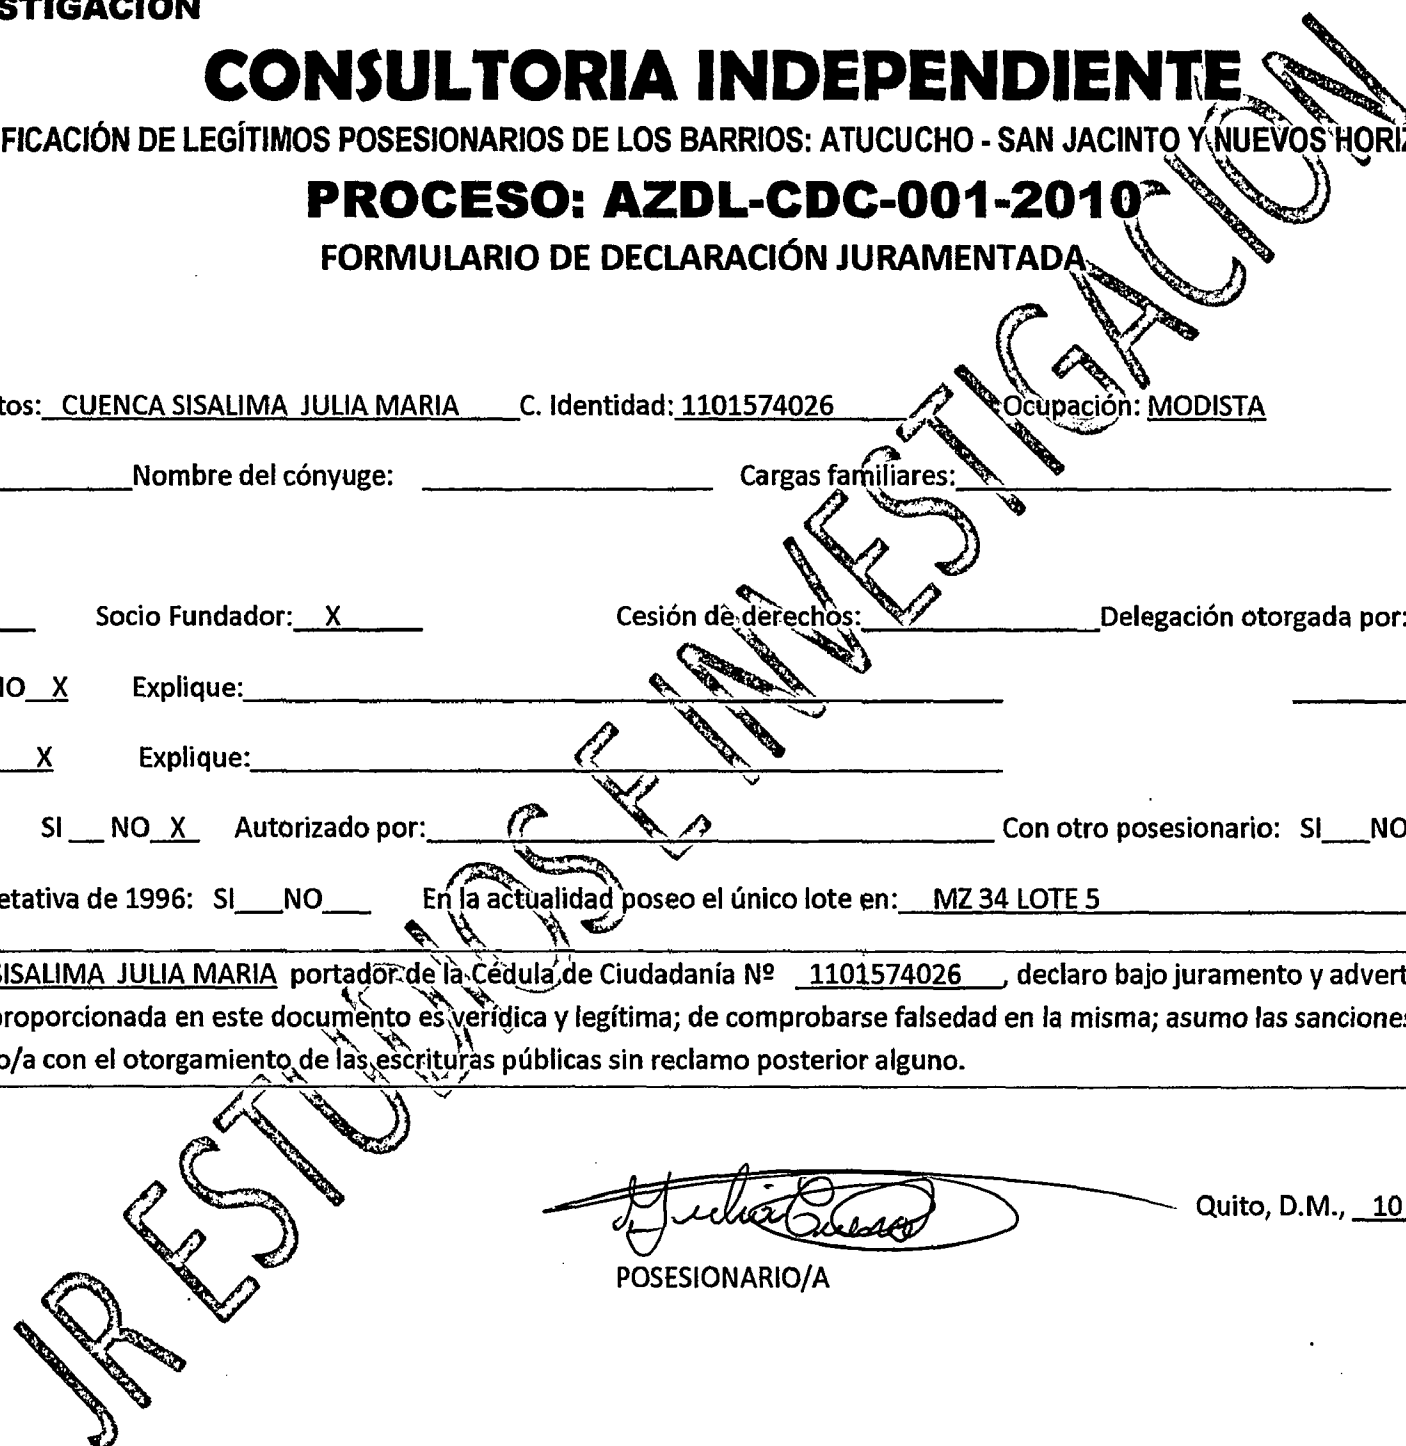 STIGACIÓN
CONSULTORIA INDEPENDIENTE
FICACIÓN DE LEGÍTIMOS POSESIONARIOS DE LOS BARRIOS: ATUCUCHO - SAN JACINTO Y NUEVOS HORIZ
PROCESO: AZDL-CDC-001-2010
FORMULARIO DE DECLARACIÓN JURAMENTADA
tos: CUENCA SISALIMA JULIA MARIA C. Identidad: 1101574026 Ocupación: MODISTA
Nombre del cónyuge: Cargas familiares:
Socio Fundador: X Cesión de derechos: Delegación otorgada por:
NO X Explique:
X Explique:
SI NO X Autorizado por: Con otro posesionario: SI NO
etativa de 1996: SI NO En la actualidad poseo el único lote en: MZ 34 LOTE 5
SISALIMA JULIA MARIA portador de la Cédula de Ciudadanía Nº 1101574026 , declaro bajo juramento y advert
proporcionada en este documento es verídica y legítima; de comprobarse falsedad en la misma; asumo las sanciones
o/a con el otorgamiento de las escrituras públicas sin reclamo posterior alguno.
Julia Cuenca
Quito, D.M., 10
POSESIONARIO/A
JR ESTUDIOS E INVESTIGACION